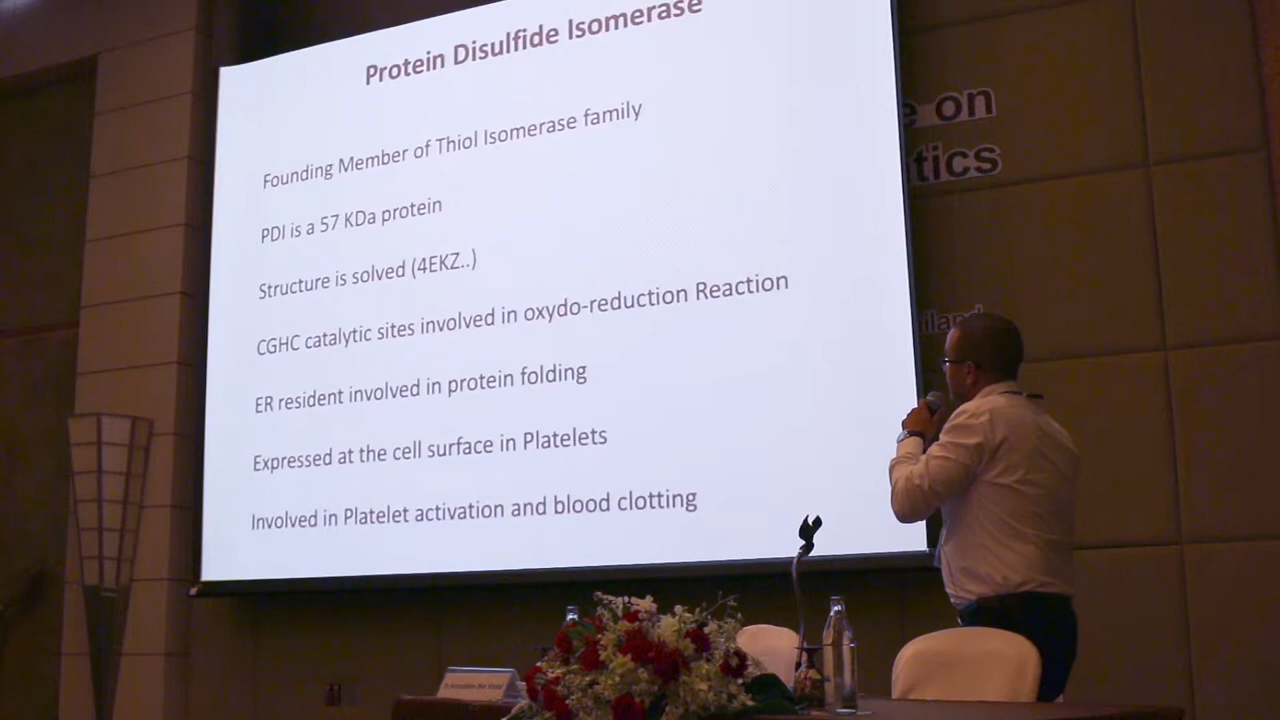 Protein Disulfide Isomerase
Founding Member of Thiol Isomerase family
PDI is a 57 KDa protein
Structure is solved (4EKZ..)
CGHC catalytic sites involved in oxydo-reduction Reaction
ER resident involved in protein folding
Expressed at the cell surface in Platelets
Involved in Platelet activation and blood clotting
e on
tics
iland